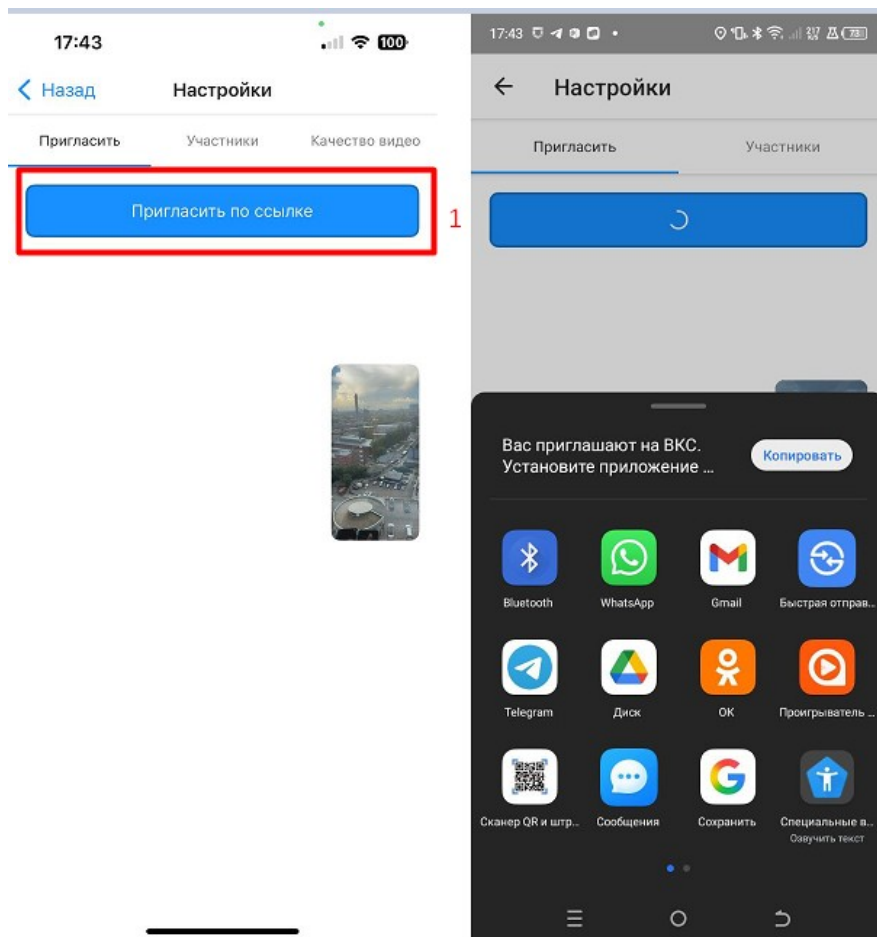 17:43
100
Назад
Настройки
Пригласить
Участники
Качество видео
Пригласить по ссылке
1
17:43
Настройки
Пригласить
Участники
Вас приглашают на ВКС.
Установите приложение ...
Копировать
Bluetooth
WhatsApp
Gmail
Быстрая отправ...
Telegram
Диск
OK
Проигрыватель ...
Сканер QR и штр...
Сообщения
Сохранить
Специальные в...
Озвучить текст